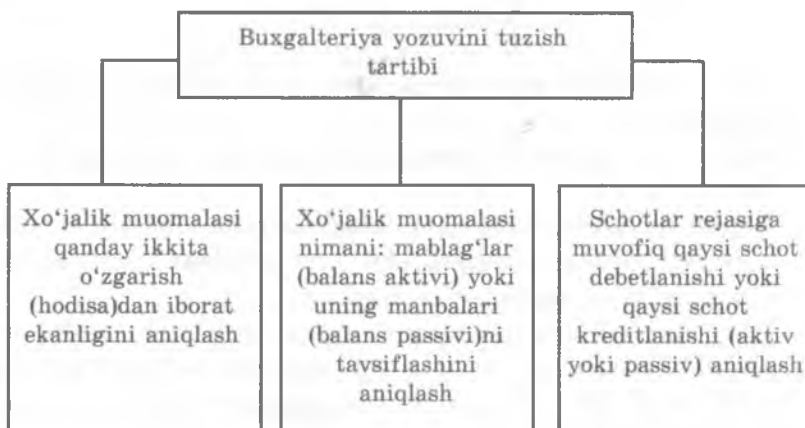 Buxgalteriya yozuvini tuzish
tartibi
Xo‘jalik muomalasi
qanday ikkita
o‘zgarish
(hodisa)dan iborat
ekanligini aniqlash
Xo‘jalik muomalasi
nimani: mablag‘lar
(balans aktivi) yoki
uning manbalari
(balans passivi)ni
tavsiflashini
aniqlash
Schotlar rejasiga
muvofiq qaysi schot
debetlanishi yoki
qaysi schot
kreditlanishi (aktiv
yoki passiv) aniqlash